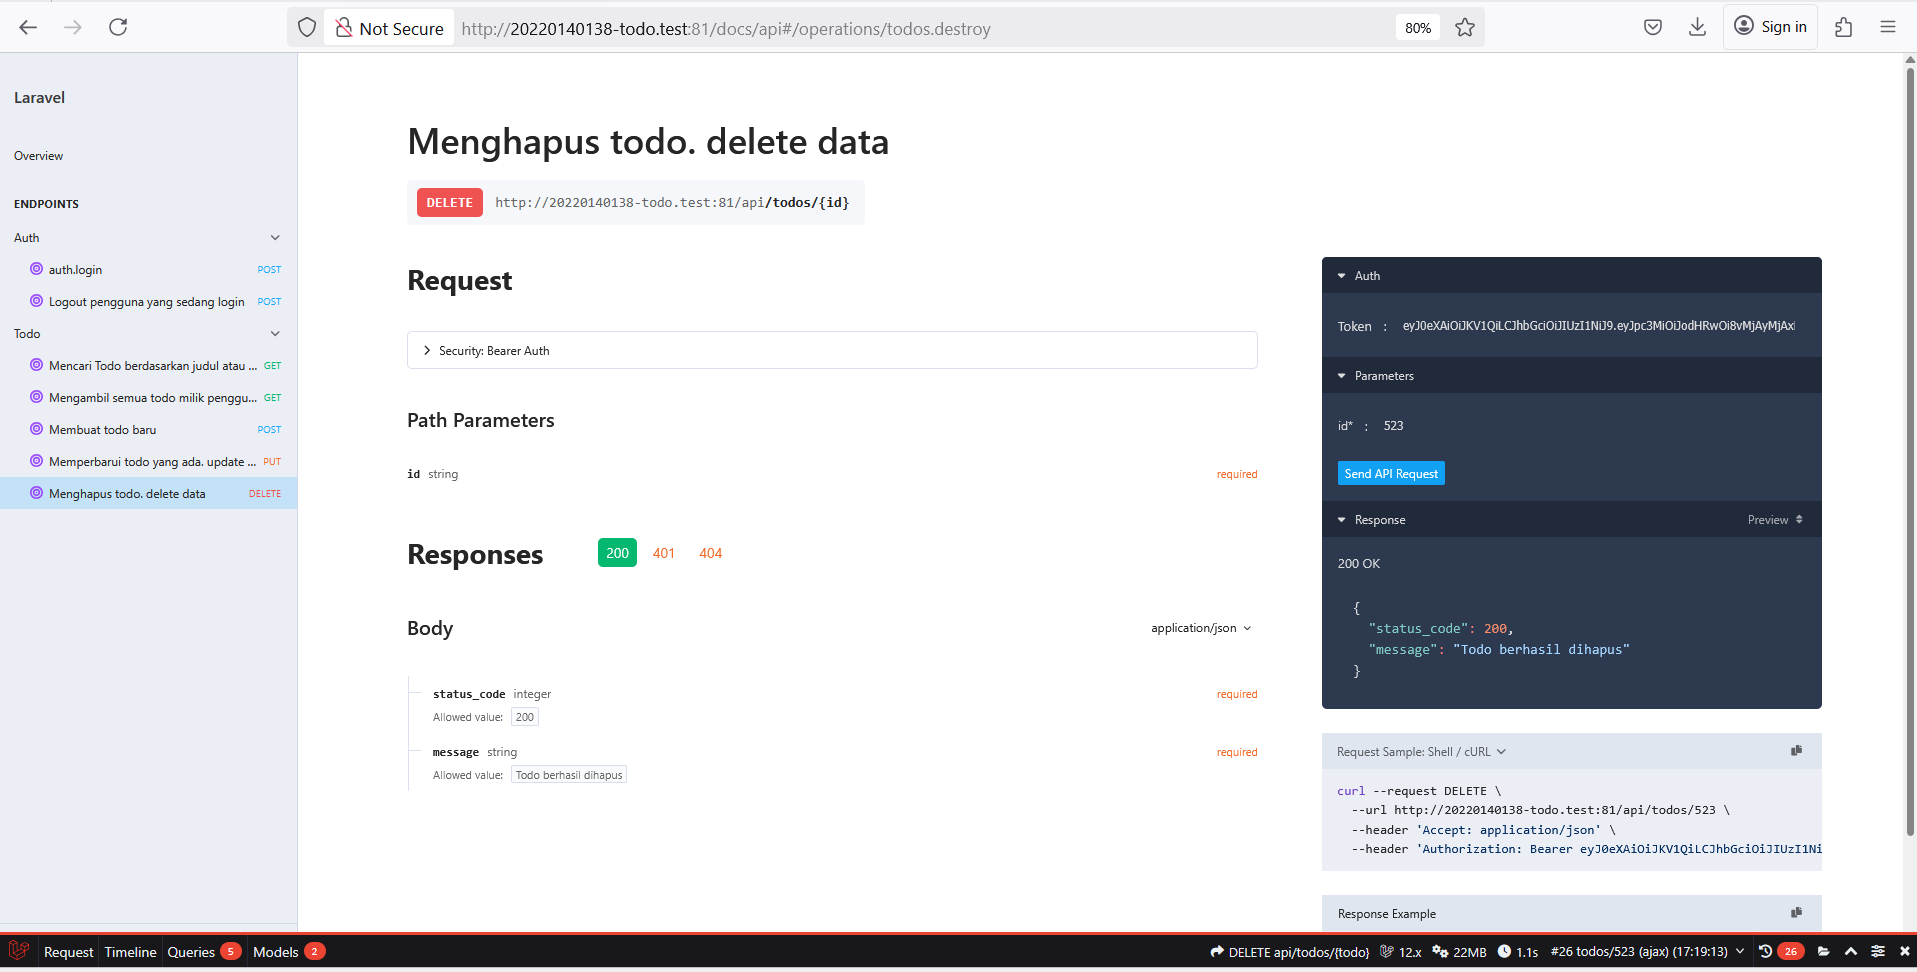 Not Secure
http://20220140138-todo.test:81/docs/api#/operations/todos.destroy
80%
Sign in
Laravel
Overview
ENDPOINTS
Auth
auth.login POST
Logout pengguna yang sedang login POST
Todo
Mencari Todo berdasarkan judul atau ... GET
Mengambil semua todo milik penggu... GET
Membuat todo baru POST
Memperbarui todo yang ada. update ... PUT
Menghapus todo. delete data DELETE
Menghapus todo. delete data
DELETE http://20220140138-todo.test:81/api/todos/{id}
Request
Security: Bearer Auth
Path Parameters
id string required
Responses 200 401 404
Body application/json
status_code integer required
Allowed value: 200
message string required
Allowed value: Todo berhasil dihapus
Auth
Token : eyJ0eXAiOiJKV1QiLCJhbGciOiJIUzI1NiJ9.eyJpc3MiOiJodHRwOi8vMjAyMjAx
Parameters
id* : 523
Send API Request
Response Preview
200 OK
{
"status_code": 200,
"message": "Todo berhasil dihapus"
}
Request Sample: Shell / cURL
curl --request DELETE \
--url http://20220140138-todo.test:81/api/todos/523 \
--header 'Accept: application/json' \
--header 'Authorization: Bearer eyJ0eXAiOiJKV1QiLCJhbGciOiJIUzI1Ni
Response Example
Request Timeline Queries 5 Models 2 DELETE api/todos/{todo} 12.x 22MB 1.1s #26 todos/523 (ajax) (17:19:13) 26